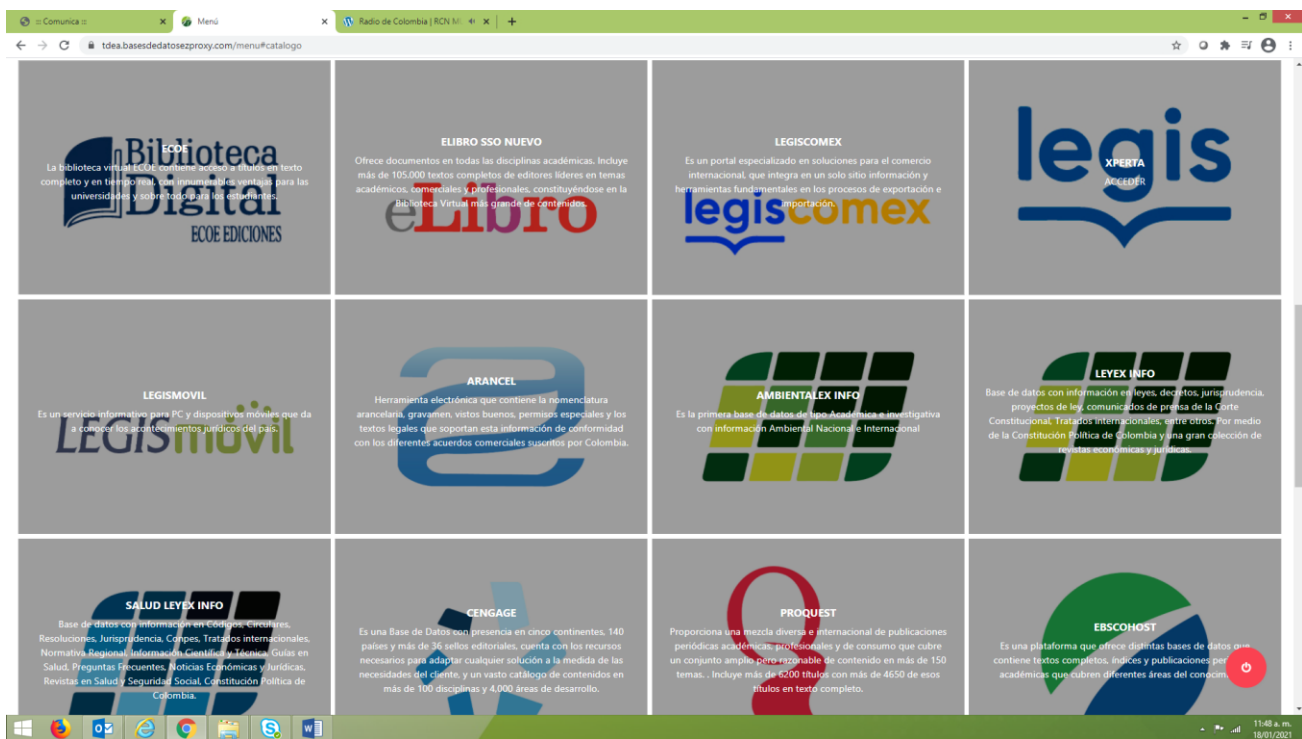 :: Comunica ::
Menú
Radio de Colombia | RCN M
tdea.basesdedatosezproxy.com/menu#catalogo
Biblioteca
Digital
ECOE EDICIONES
ECOE
La biblioteca virtual ECOE contiene acceso a títulos en texto
completo y en tiempo real, con innumerables ventajas para las
universidades y sobre todo para los estudiantes.
eLibro
ELIBRO SSO NUEVO
Ofrece documentos en todas las disciplinas académicas. Incluye
más de 105.000 textos completos de editores líderes en temas
académicos, comerciales y profesionales, constituyéndose en la
Biblioteca Virtual más grande de contenidos.
legiscomex
LEGISCOMEX
Es un portal especializado en soluciones para el comercio
internacional, que integra en un solo sitio información y
herramientas fundamentales en los procesos de exportación e
importación.
legis
XPERTA
ACCEDER
LEGISmóvil
LEGISMOVIL
Es un servicio informativo para PC y dispositivos móviles que da
a conocer los acontecimientos jurídicos del país.
ARANCEL
Herramienta electrónica que contiene la nomenclatura
arancelaria, gravamen, vistos buenos, permisos especiales y los
textos legales que soportan esta información de conformidad
con los diferentes acuerdos comerciales suscritos por Colombia.
AMBIENTALEX INFO
Es la primera base de datos de tipo Académica e investigativa
con información Ambiental Nacional e Internacional
LEYEX INFO
Base de datos con información en leyes, decretos, jurisprudencia,
proyectos de ley, comunicados de prensa de la Corte
Constitucional, Tratados internacionales, entre otros. Por medio
de la Constitución Política de Colombia y una gran colección de
revistas económicas y jurídicas.
SALUD LEYEX INFO
Base de datos con información en Códigos, Circulares,
Resoluciones, Jurisprudencia, Conpes, Tratados internacionales,
Normativa Regional, Información Científica y Técnica, Guías en
Salud, Preguntas Frecuentes, Noticias Económicas y Jurídicas,
Revistas en Salud y Seguridad Social, Constitución Política de
Colombia.
CENGAGE
Es una Base de Datos con presencia en cinco continentes, 140
países y más de 36 sellos editoriales, cuenta con los recursos
necesarios para adaptar cualquier solución a la medida de las
necesidades del cliente, y un vasto catálogo de contenidos en
más de 100 disciplinas y 4,000 áreas de desarrollo.
PROQUEST
Proporciona una mezcla diversa e internacional de publicaciones
periódicas académicas, profesionales y de consumo que cubre
un conjunto amplio pero razonable de contenido en más de 150
temas. . Incluye más de 6200 títulos con más de 4650 de esos
títulos en texto completo.
EBSCOHOST
Es una plataforma que ofrece distintas bases de datos que
contiene textos completos, índices y publicaciones per
académicas que cubren diferentes áreas del conocim
11:48 a. m.
18/01/2021